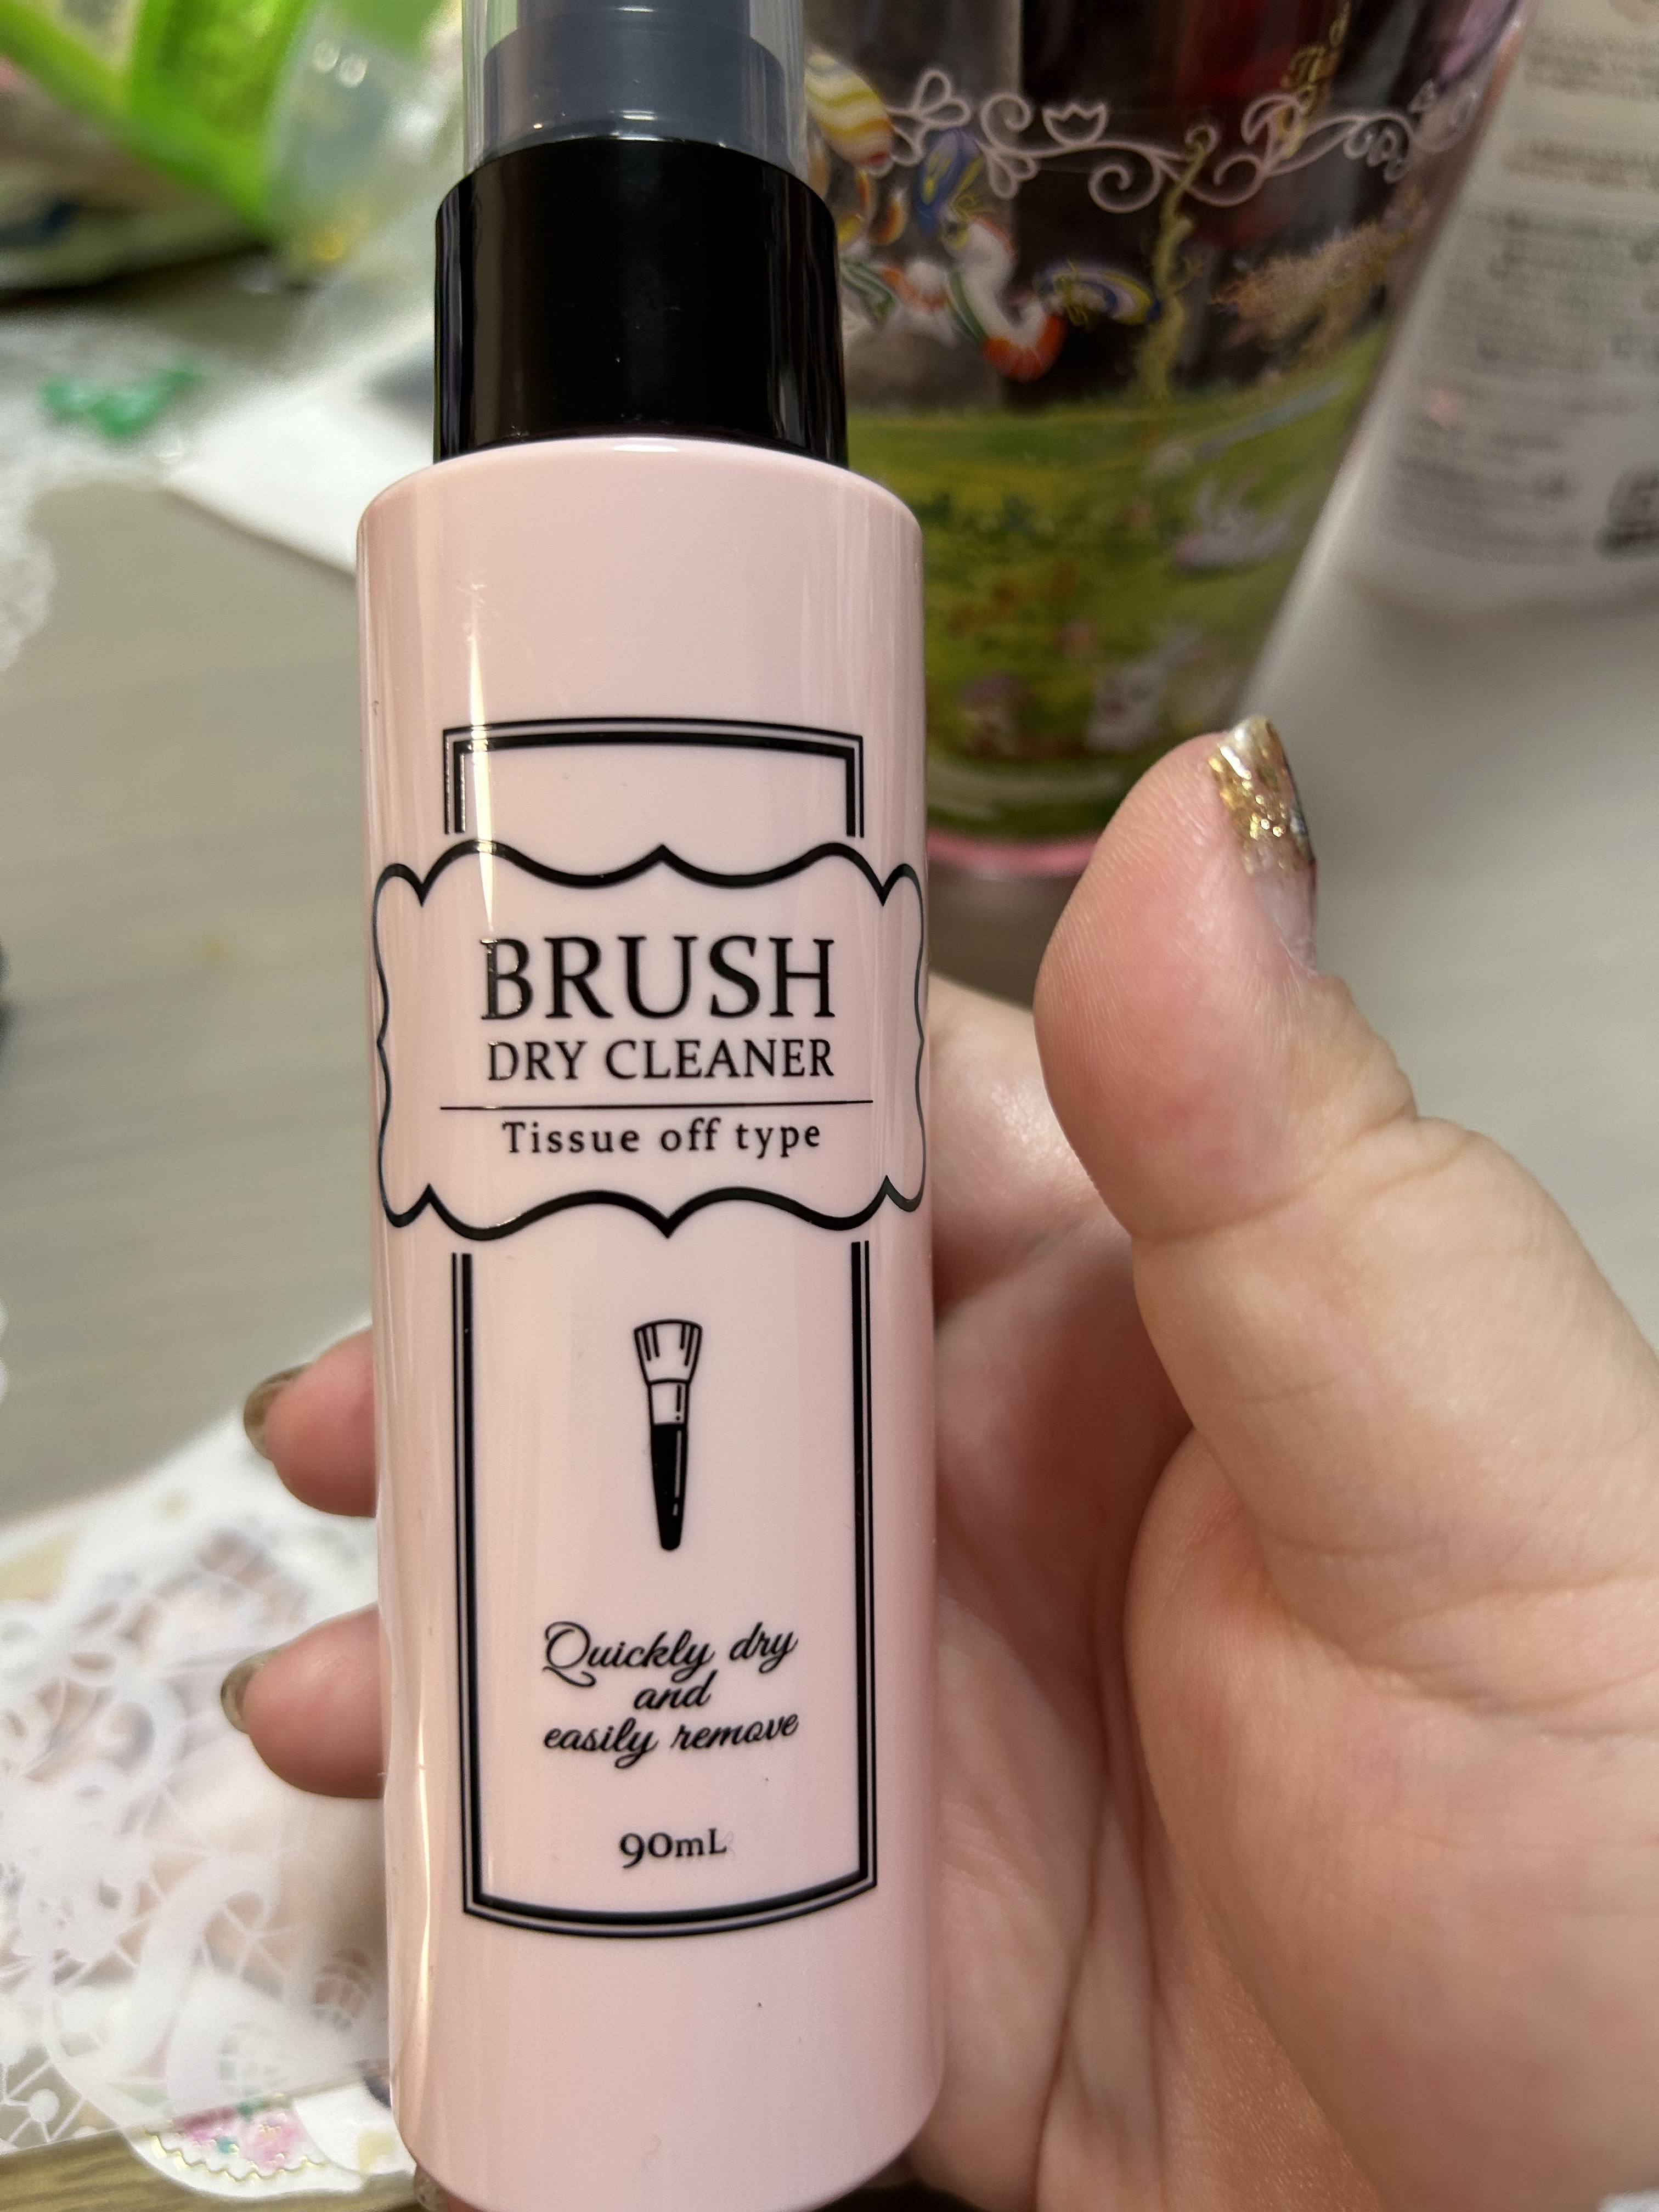 BRUSH
DRY CLEANER
Tissue off type
Quickly dry
and
easily remove
90mL